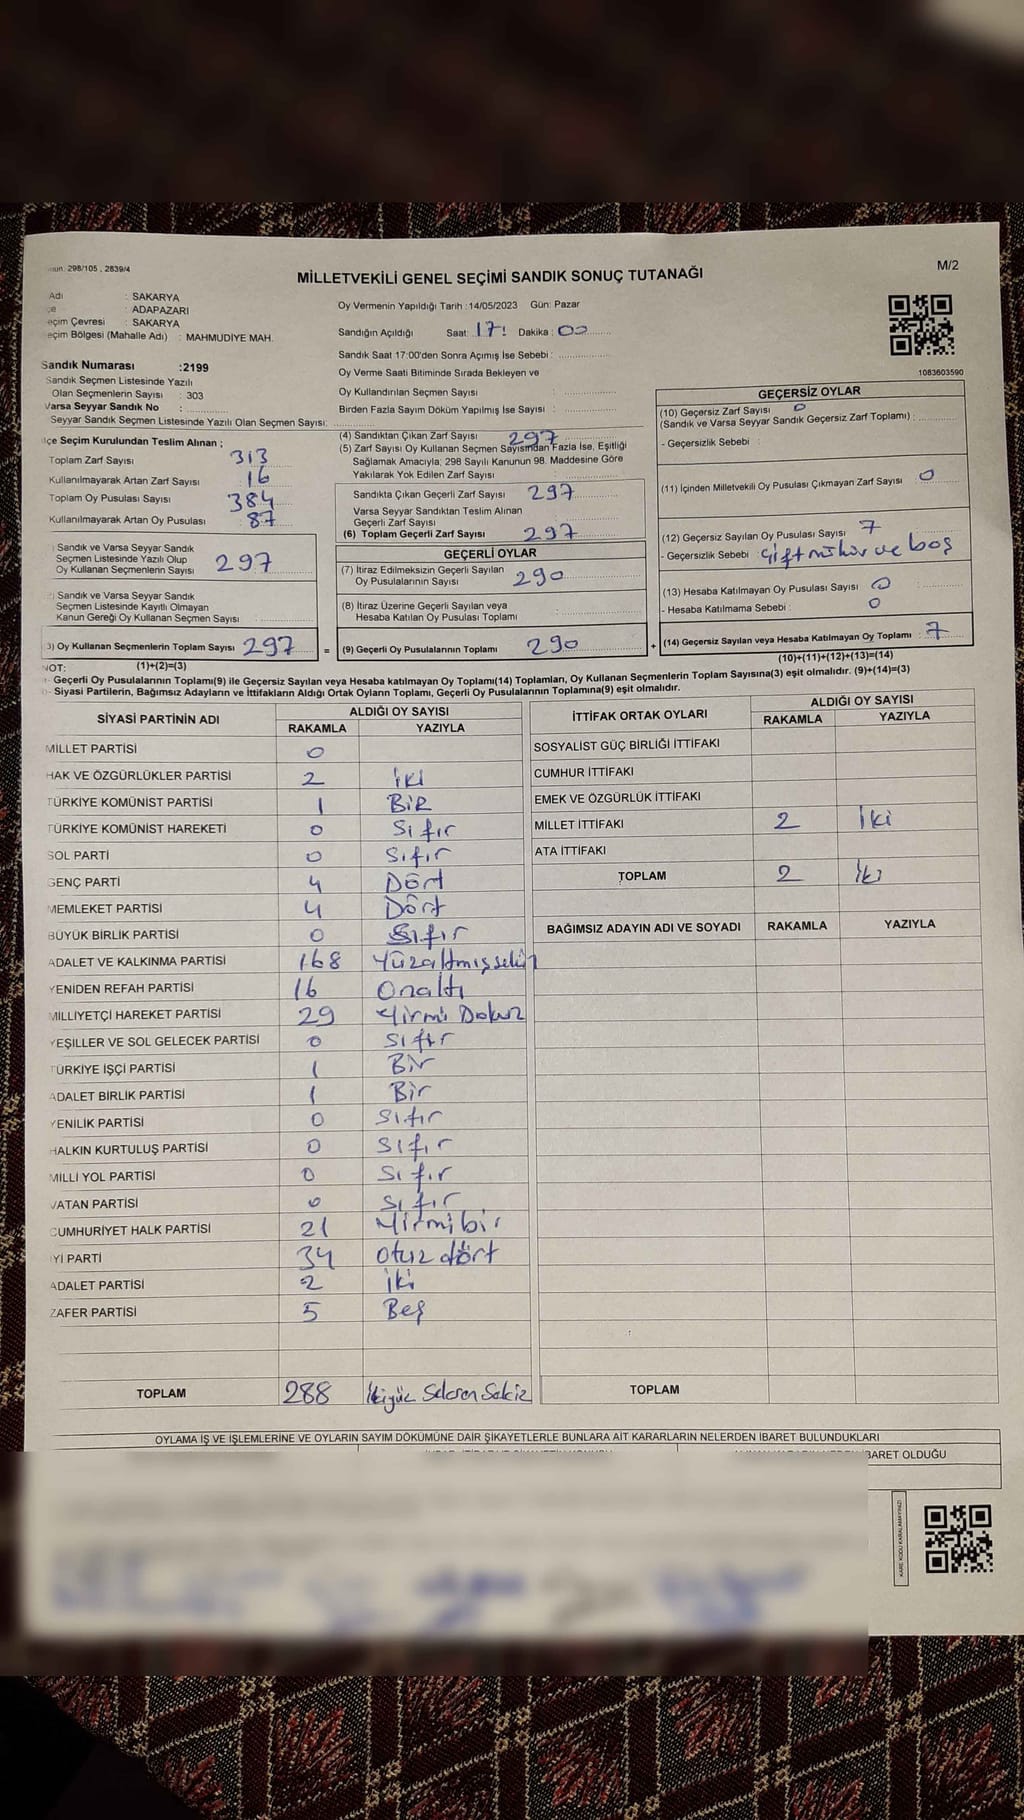 298/105 , 2839/4
MİLLETVEKİLİ GENEL SEÇİMİ SANDIK SONUÇ TUTANAĞI
M/2
Adı : SAKARYA
: ADAPAZARI
eçim Çevresi : SAKARYA
eçim Bölgesi (Mahalle Adı) : MAHMUDİYE MAH.
Oy Vermenin Yapıldığı Tarih :14/05/2023 Gün: Pazar
Sandığın Açıldığı Saat: 17: Dakika : 00
Sandık Saat 17:00'den Sonra Açımış İse Sebebi :
Oy Verme Saati Bitiminde Sırada Bekleyen ve
Oy Kullandırılan Seçmen Sayısı
Birden Fazla Sayım Döküm Yapılmış İse Sayısı :
1083603590
Sandık Numarası :2199
Sandık Seçmen Listesinde Yazılı
Olan Seçmenlerin Sayısı : 303
Varsa Seyyar Sandık No :
Seyyar Sandık Seçmen Listesinde Yazılı Olan Seçmen Sayısı:
lçe Seçim Kurulundan Teslim Alınan ;
Toplam Zarf Sayısı 313
Kullanılmayarak Artan Zarf Sayısı 16
Toplam Oy Pusulası Sayısı 384
Kullanılmayarak Artan Oy Pusulası 87
Sandık ve Varsa Seyyar Sandık
Seçmen Listesinde Yazılı Olup
Oy Kullanan Seçmenlerin Sayısı 297
Sandık ve Varsa Seyyar Sandık
Seçmen Listesinde Kayıtlı Olmayan
Kanun Gereği Oy Kullanan Seçmen Sayısı
3) Oy Kullanan Seçmenlerin Toplam Sayısı 297 =
(4) Sandıktan Çıkan Zarf Sayısı 297
(5) Zarf Sayısı Oy Kullanan Seçmen Sayısından Fazla İse, Eşitliği
Sağlamak Amacıyla; 298 Sayılı Kanunun 98. Maddesine Göre
Yakılarak Yok Edilen Zarf Sayısı
Sandıkta Çıkan Geçerli Zarf Sayısı 297
Varsa Seyyar Sandıktan Teslim Alınan
Geçerli Zarf Sayısı
(6) Toplam Geçerli Zarf Sayısı 297
GEÇERLİ OYLAR
(7) İtiraz Edilmeksizin Geçerli Sayılan
Oy Pusulalarının Sayısı 290
(8) İtiraz Üzerine Geçerli Sayılan veya
Hesaba Katılan Oy Pusulası Toplamı
(9) Geçerli Oy Pusulalarının Toplamı 290 +
GEÇERSİZ OYLAR
(10) Geçersiz Zarf Sayısı 0
(Sandık ve Varsa Seyyar Sandık Geçersiz Zarf Toplamı) :
- Geçersizlik Sebebi :
(11) İçinden Milletvekili Oy Pusulası Çıkmayan Zarf Sayısı 0
(12) Geçersiz Sayılan Oy Pusulası Sayısı 7
- Geçersizlik Sebebi Çift mühür ve boş
(13) Hesaba Katılmayan Oy Pusulası Sayısı 0
- Hesaba Katılmama Sebebi : 0
(14) Geçersiz Sayılan veya Hesaba Katılmayan Oy Toplamı : 7
NOT: (1)+(2)=(3)
(10)+(11)+(12)+(13)=(14)
- Geçerli Oy Pusulalarının Toplamı(9) ile Geçersiz Sayılan veya Hesaba katılmayan Oy Toplamı(14) Toplamları, Oy Kullanan Seçmenlerin Toplam Sayısına(3) eşit olmalıdır. (9)+(14)=(3)
- Siyasi Partilerin, Bağımsız Adayların ve İttifakların Aldığı Ortak Oyların Toplamı, Geçerli Oy Pusulalarının Toplamına(9) eşit olmalıdır.
SİYASİ PARTİNİN ADI ALDIĞI OY SAYISI
RAKAMLA YAZIYLA
MİLLET PARTİSİ 0
HAK VE ÖZGÜRLÜKLER PARTİSİ 2 iki
TÜRKİYE KOMÜNİST PARTİSİ 1 BiR
TÜRKİYE KOMÜNİST HAREKETİ 0 Sıfır
SOL PARTİ 0 Sıfır
GENÇ PARTİ 4 Dört
MEMLEKET PARTİSİ 4 Dört
BÜYÜK BİRLİK PARTİSİ 0 Sıfır
ADALET VE KALKINMA PARTİSİ 168 Yüzaltmışsekiz
YENİDEN REFAH PARTİSİ 16 Onaltı
MİLLİYETÇİ HAREKET PARTİSİ 29 Yirmi Dokuz
YEŞİLLER VE SOL GELECEK PARTİSİ 0 Sıfır
TÜRKİYE İŞÇİ PARTİSİ 1 Bir
ADALET BİRLİK PARTİSİ 1 Bir
YENİLİK PARTİSİ 0 Sıfır
HALKIN KURTULUŞ PARTİSİ 0 Sıfır
MİLLİ YOL PARTİSİ 0 Sıfır
VATAN PARTİSİ 0 Sıfır
CUMHURİYET HALK PARTİSİ 21 Yirmibir
İYİ PARTİ 34 otuz dört
ADALET PARTİSİ 2 iki
ZAFER PARTİSİ 5 Beş
TOPLAM 288 ikiyüz Seksen Sekiz
İTTİFAK ORTAK OYLARI ALDIĞI OY SAYISI
RAKAMLA YAZIYLA
SOSYALİST GÜÇ BİRLİĞİ İTTİFAKI
CUMHUR İTTİFAKI
EMEK VE ÖZGÜRLÜK İTTİFAKI
MİLLET İTTİFAKI 2 iki
ATA İTTİFAKI
TOPLAM 2 iki
BAĞIMSIZ ADAYIN ADI VE SOYADI RAKAMLA YAZIYLA
TOPLAM
OYLAMA İŞ VE İŞLEMLERİNE VE OYLARIN SAYIM DÖKÜMÜNE DAİR ŞİKAYETLERLE BUNLARA AİT KARARLARIN NELERDEN İBARET BULUNDUKLARI
BARET OLDUĞU
KARE KODU KARALAMAYINIZ!